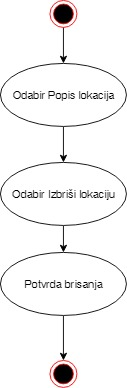 Odabir Popis lokacija
Odabir Izbriši lokaciju
Potvrda brisanja